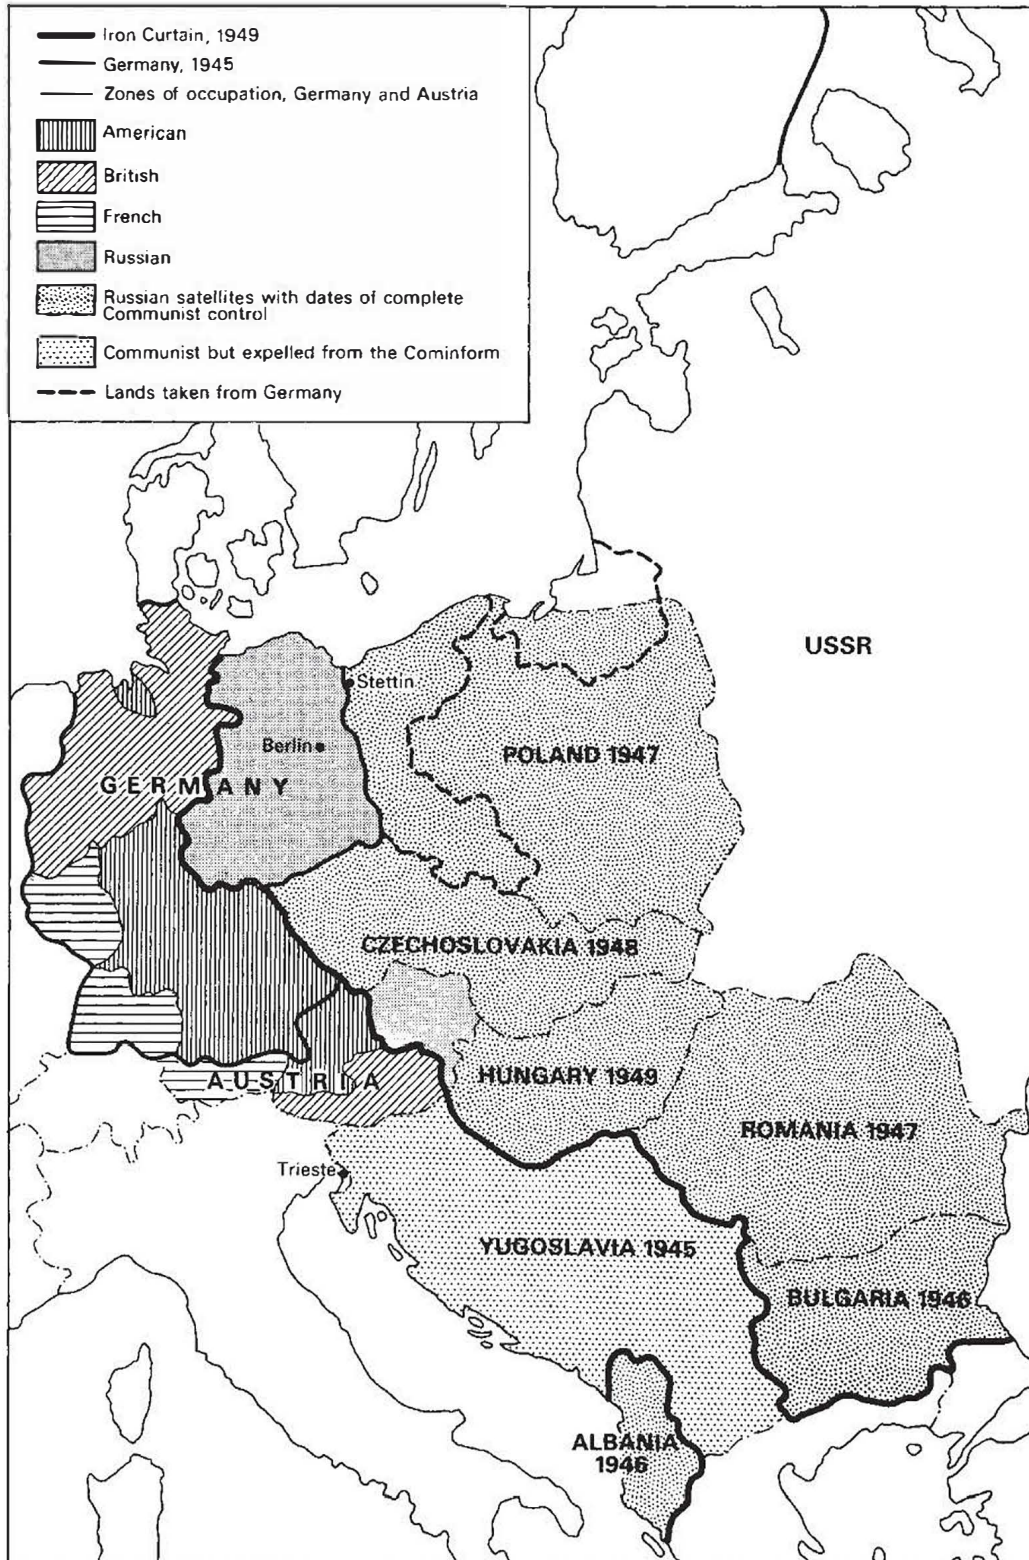 Iron Curtain, 1949
Germany, 1945
Zones of occupation, Germany and Austria
American
British
French
Russian
Russian satellites with dates of complete
Communist control
Communist but expelled from the Cominform
Lands taken from Germany
USSR
Stettin
Berlin
POLAND 1947
GERMANY
CZECHOSLOVAKIA 1948
HUNGARY 1949
AUSTRIA
ROMANIA 1947
Trieste
YUGOSLAVIA 1945
BULGARIA 1946
ALBANIA
1946